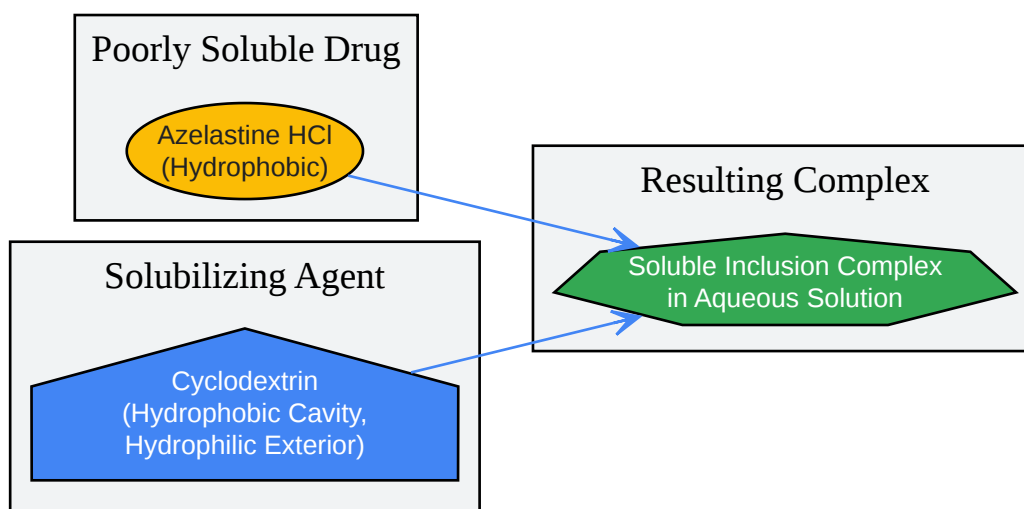 Poorly Soluble Drug
Azelastine HCl
(Hydrophobic)
Solubilizing Agent
Cyclodextrin
(Hydrophobic Cavity,
Hydrophilic Exterior)
Resulting Complex
Soluble Inclusion Complex
in Aqueous Solution